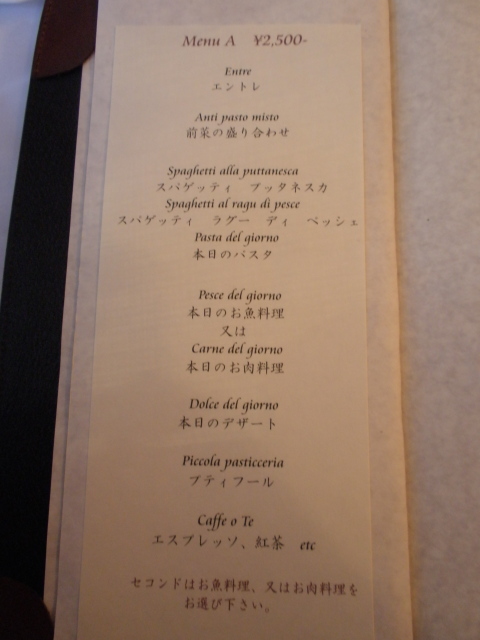 Menu A ¥2,500-
Entre
エントレ
Anti pasto misto
前菜の盛り合わせ
Spaghetti alla puttanesca
スパゲッティ プッタネスカ
Spaghetti al ragu di pesce
スパゲッティ ラグー ディ ペッシェ
Pasta del giorno
本日のパスタ
Pesce del giorno
本日のお魚料理
又は
Carne del giorno
本日のお肉料理
Dolce del giorno
本日のデザート
Piccola pasticceria
プティフール
Caffe o Te
エスプレッソ、紅茶 etc
セコンドはお魚料理、又はお肉料理を
お選び下さい。